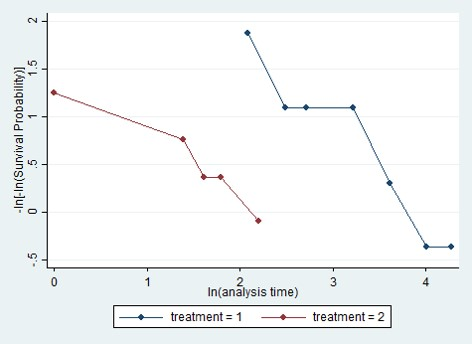 -ln[-ln(Survival Probability)]
2
1.5
1
.5
0
-.5
0 1 2 3 4
ln(analysis time)
treatment = 1 treatment = 2